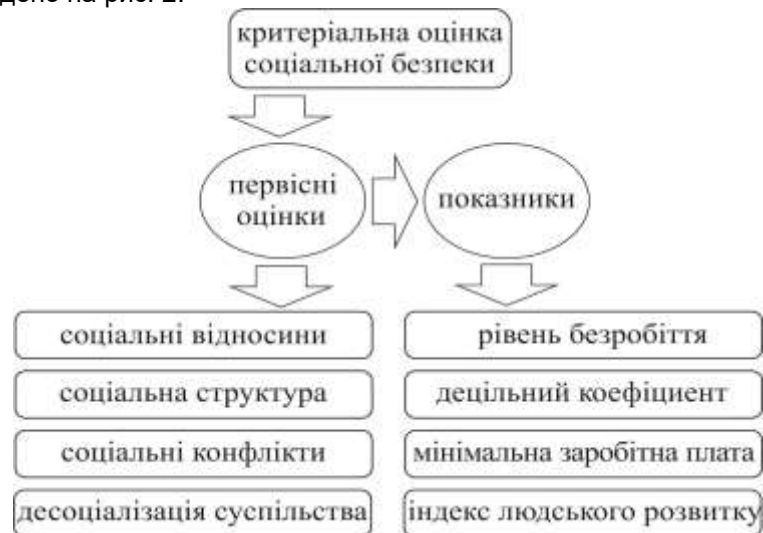 критеріальна оцінка
соціальної безпеки
первісні
оцінки
показники
соціальні відносини
соціальна структура
соціальні конфлікти
десоціалізація суспільства
рівень безробіття
децільний коефіциент
мінімальна заробітна плата
індекс людського розвитку